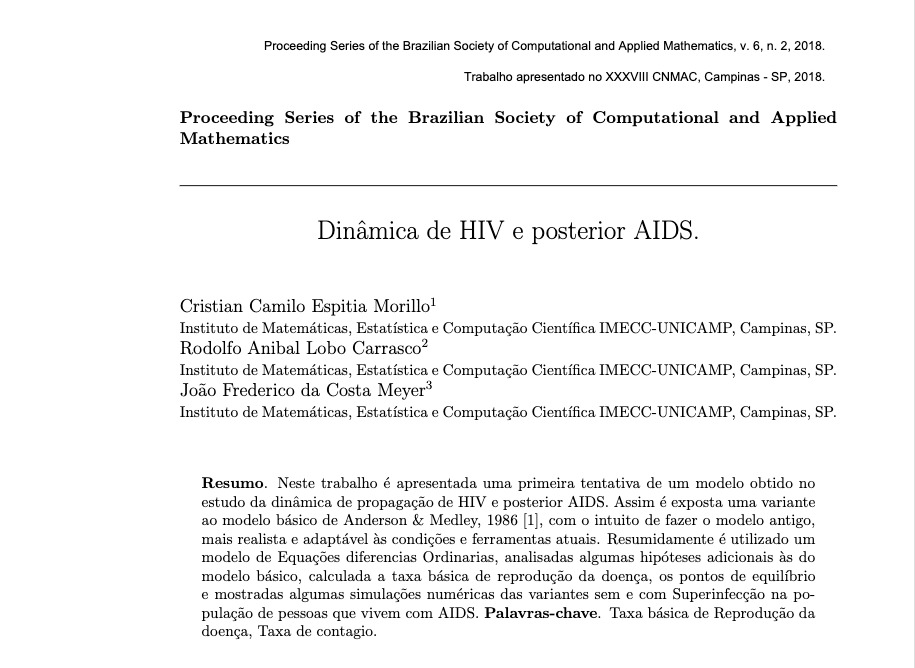 Proceeding Series of the Brazilian Society of Computational and Applied Mathematics, v. 6, n. 2, 2018.
Trabalho apresentado no XXXVIII CNMAC, Campinas - SP, 2018.
Proceeding Series of the Brazilian Society of Computational and Applied
Mathematics
Dinâmica de HIV e posterior AIDS.
Cristian Camilo Espitia Morillo1
Instituto de Matemáticas, Estatística e Computação Científica IMECC-UNICAMP, Campinas, SP.
Rodolfo Anibal Lobo Carrasco2
Instituto de Matemáticas, Estatística e Computação Científica IMECC-UNICAMP, Campinas, SP.
João Frederico da Costa Meyer3
Instituto de Matemáticas, Estatística e Computação Científica IMECC-UNICAMP, Campinas, SP.
Resumo. Neste trabalho é apresentada uma primeira tentativa de um modelo obtido no
estudo da dinâmica de propagação de HIV e posterior AIDS. Assim é exposta uma variante
ao modelo básico de Anderson & Medley, 1986 [1], com o intuito de fazer o modelo antigo,
mais realista e adaptável às condições e ferramentas atuais. Resumidamente é utilizado um
modelo de Equações diferencias Ordinarias, analisadas algumas hipóteses adicionais às do
modelo básico, calculada a taxa básica de reprodução da doença, os pontos de equilíbrio
e mostradas algumas simulações numéricas das variantes sem e com Superinfecção na po-
pulação de pessoas que vivem com AIDS. Palavras-chave. Taxa básica de Reprodução da
doença, Taxa de contagio.